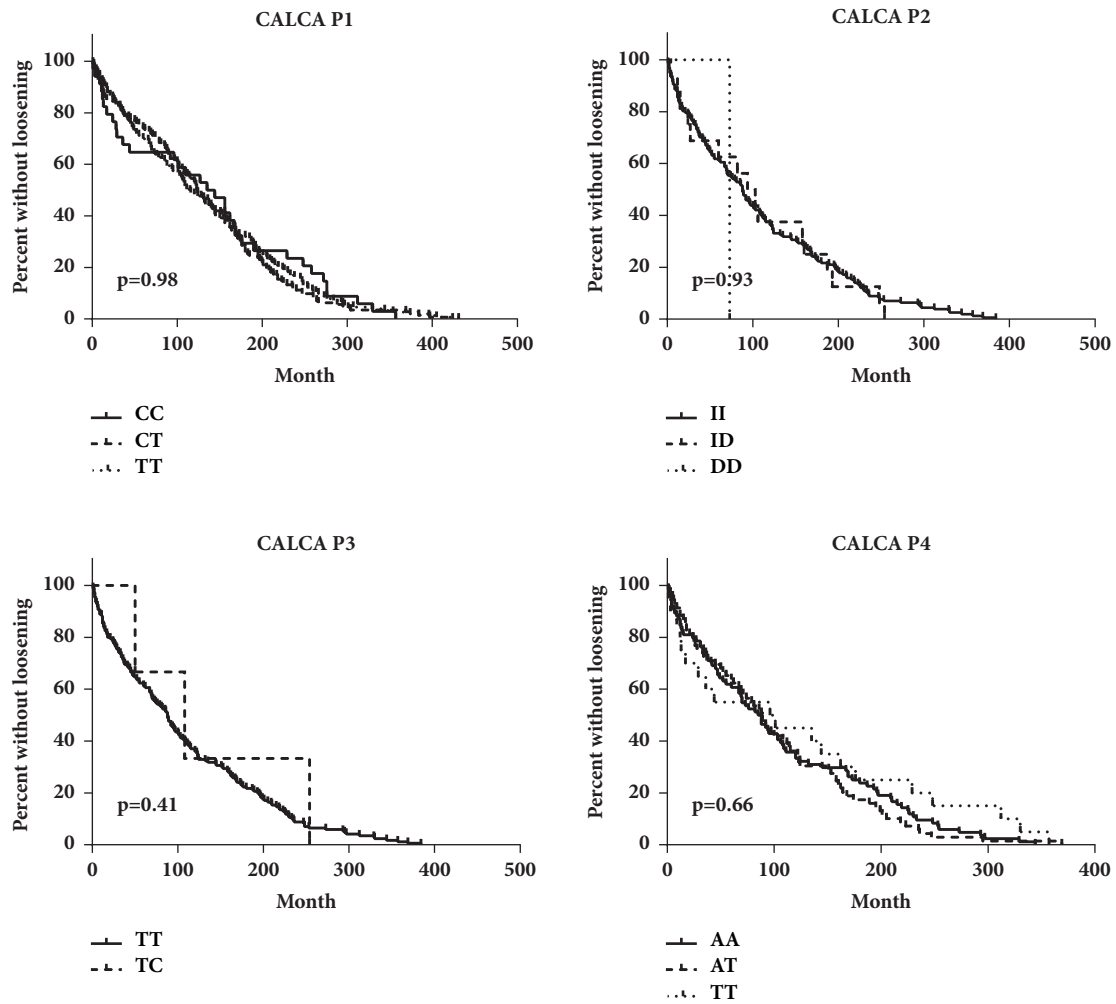 CALCA P1
Percent without loosening
100
80
60
40
20
0
p=0.98
0 100 200 300 400 500
Month
CC
CT
TT
CALCA P2
Percent without loosening
100
80
60
40
20
0
p=0.93
0 100 200 300 400 500
Month
II
ID
DD
CALCA P3
Percent without loosening
100
80
60
40
20
0
p=0.41
0 100 200 300 400 500
Month
TT
TC
CALCA P4
Percent without loosening
100
80
60
40
20
0
p=0.66
0 100 200 300 400
Month
AA
AT
TT